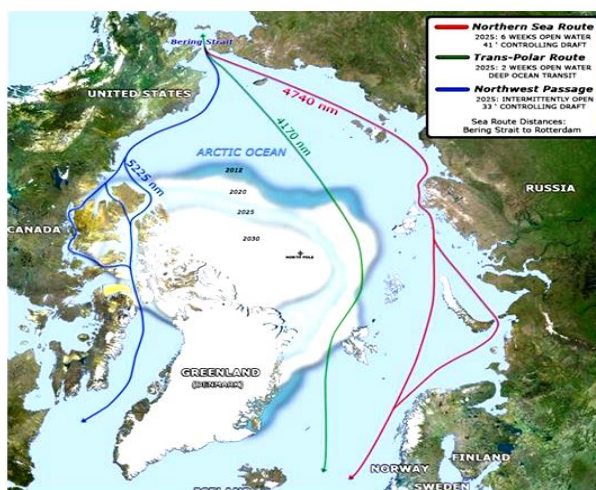 Northern Sea Route
2025: 6 WEEKS OPEN WATER
41' CONTROLLING DRAFT
Trans-Polar Route
2025: 2 WEEKS OPEN WATER
DEEP OCEAN TRANSIT
Northwest Passage
2025: INTERMITTENTLY OPEN
33' CONTROLLING DRAFT
Sea Route Distances:
Bering Strait to Rotterdam
Bering Strait
UNITED STATES
4740 nm
4170 nm
ARCTIC OCEAN
5225 nm
2012
2020
RUSSIA
2025
CANADA
2030
NORTH POLE
GREENLAND
(DENMARK)
FINLAND
NORWAY
SWEDEN